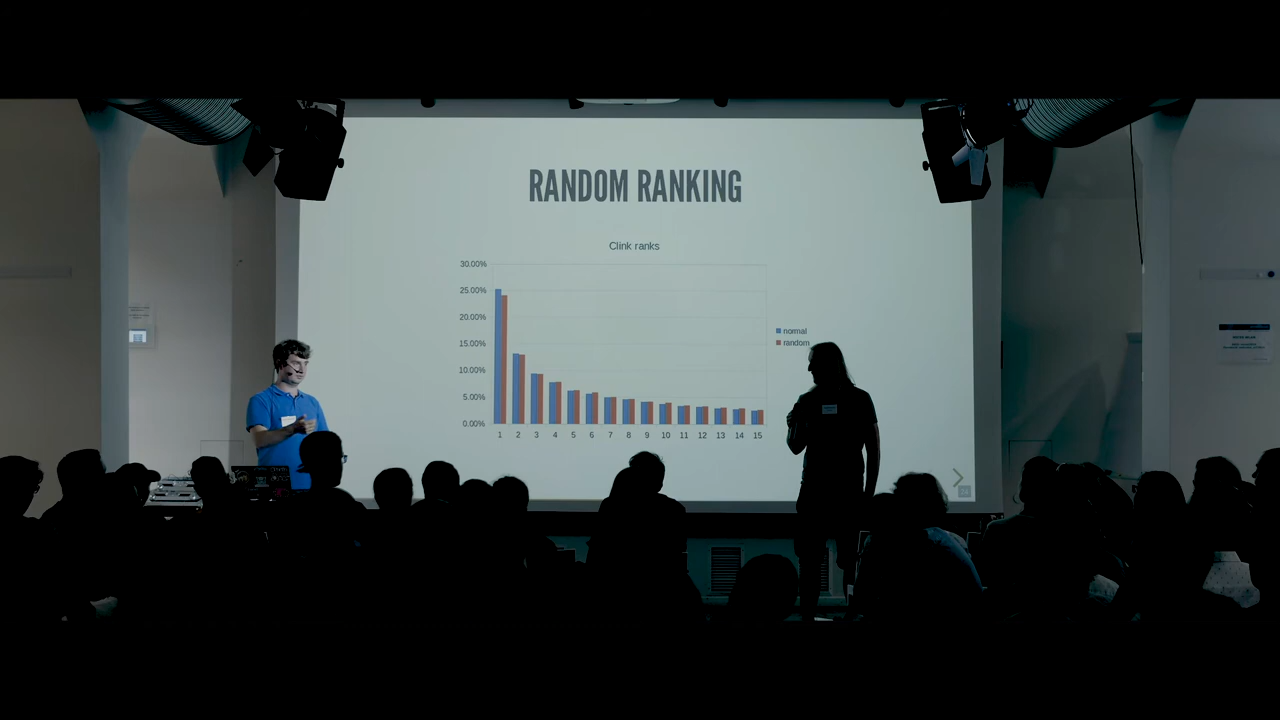 RANDOM RANKING
Clink ranks
30.00%
25.00%
20.00%
15.00%
10.00%
5.00%
0.00%
normal
random
1 2 3 4 5 6 7 8 9 10 11 12 13 14 15